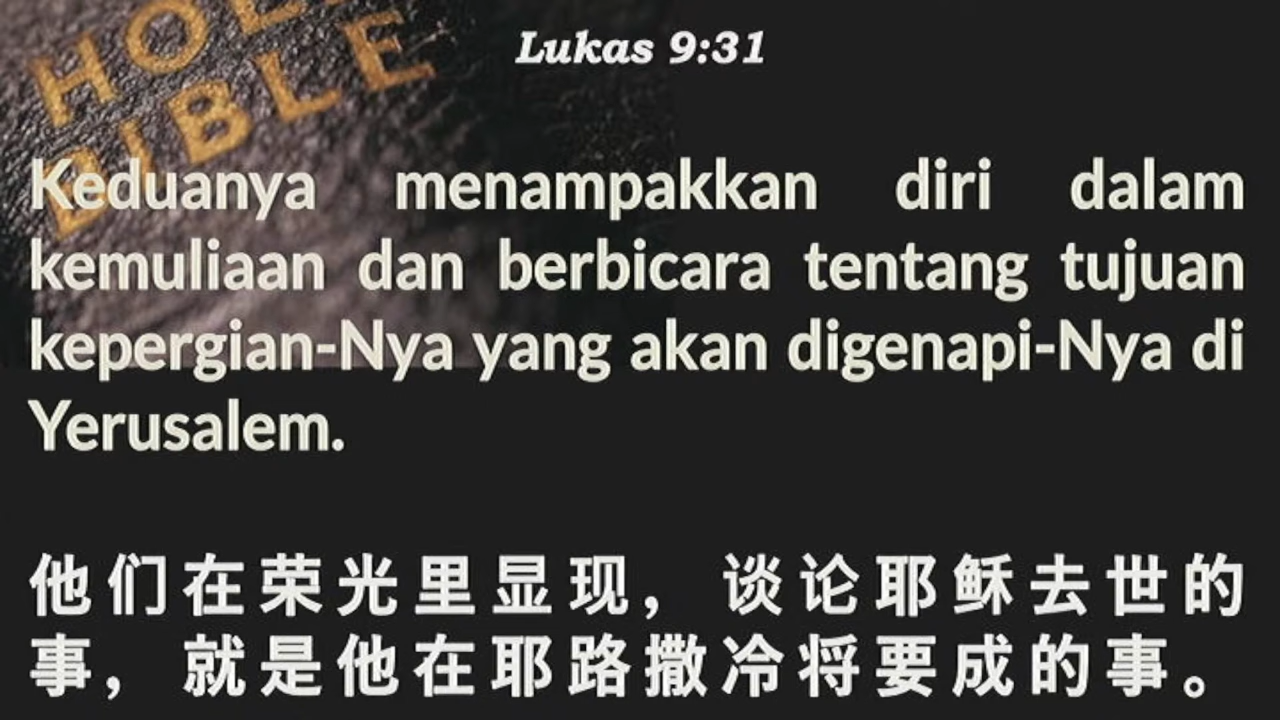 HOLY
BIBLE
Lukas 9:31
Keduanya menampakkan diri dalam
kemuliaan dan berbicara tentang tujuan
kepergian-Nya yang akan digenapi-Nya di
Yerusalem.
他们在荣光里显现，谈论耶稣去世的
事，就是他在耶路撒冷将要成的事。